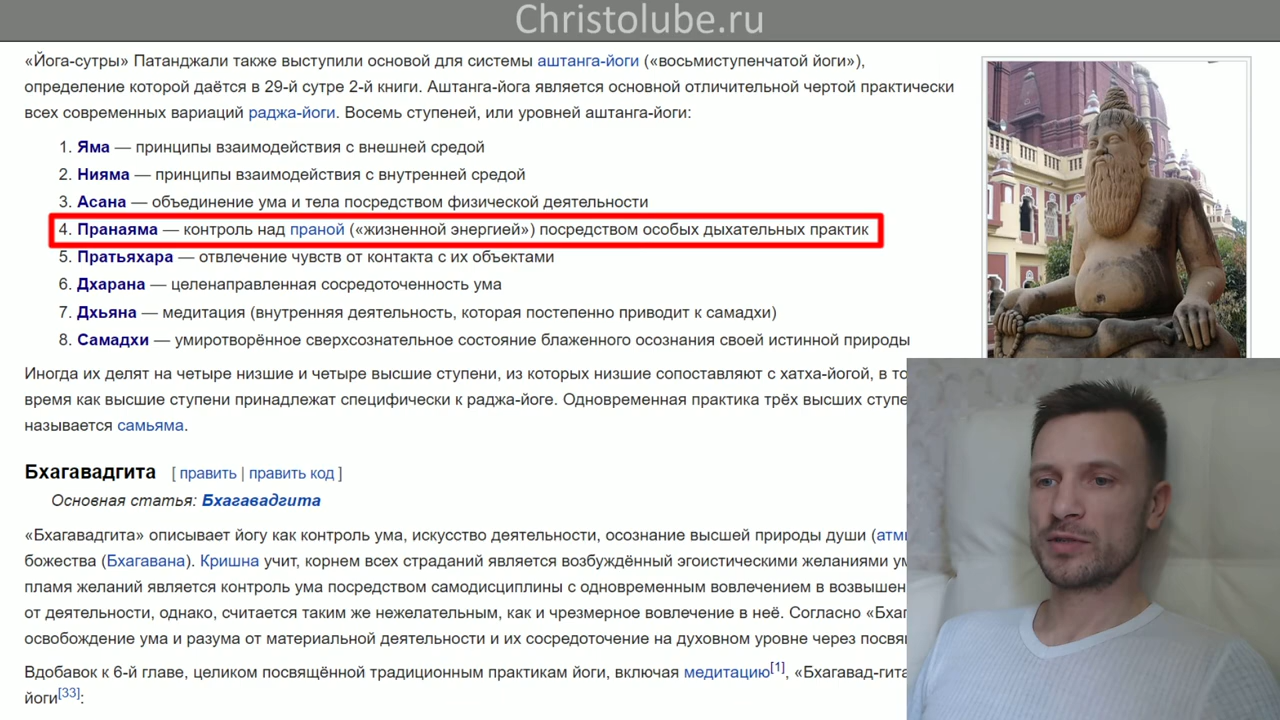 Christolube.ru
«Йога-сутры» Патанджали также выступили основой для системы аштанга-йоги («восьмиступенчатой йоги»),
определение которой даётся в 29-й сутре 2-й книги. Аштанга-йога является основной отличительной чертой практически
всех современных вариаций раджа-йоги. Восемь ступеней, или уровней аштанга-йоги:
1. Яма — принципы взаимодействия с внешней средой
2. Нияма — принципы взаимодействия с внутренней средой
3. Асана — объединение ума и тела посредством физической деятельности
4. Пранаяма — контроль над праной («жизненной энергией») посредством особых дыхательных практик
5. Пратьяхара — отвлечение чувств от контакта с их объектами
6. Дхарана — целенаправленная сосредоточенность ума
7. Дхьяна — медитация (внутренняя деятельность, которая постепенно приводит к самадхи)
8. Самадхи — умиротворённое сверхсознательное состояние блаженного осознания своей истинной природы
Иногда их делят на четыре низшие и четыре высшие ступени, из которых низшие сопоставляют с хатха-йогой, в то
время как высшие ступени принадлежат специфически к раджа-йоге. Одновременная практика трёх высших ступе
называется самьяма.
Бхагавадгита [ править | править код ]
Основная статья: Бхагавадгита
«Бхагавадгита» описывает йогу как контроль ума, искусство деятельности, осознание высшей природы души (атм
божества (Бхагавана). Кришна учит, корнем всех страданий является возбуждённый эгоистическими желаниями ум
пламя желаний является контроль ума посредством самодисциплины с одновременным вовлечением в возвышен
от деятельности, однако, считается таким же нежелательным, как и чрезмерное вовлечение в неё. Согласно «Бхаг
освобождение ума и разума от материальной деятельности и их сосредоточение на духовном уровне через посвя
Вдобавок к 6-й главе, целиком посвящённой традиционным практикам йоги, включая медитацию[1], «Бхагавад-гита
йоги[33]: